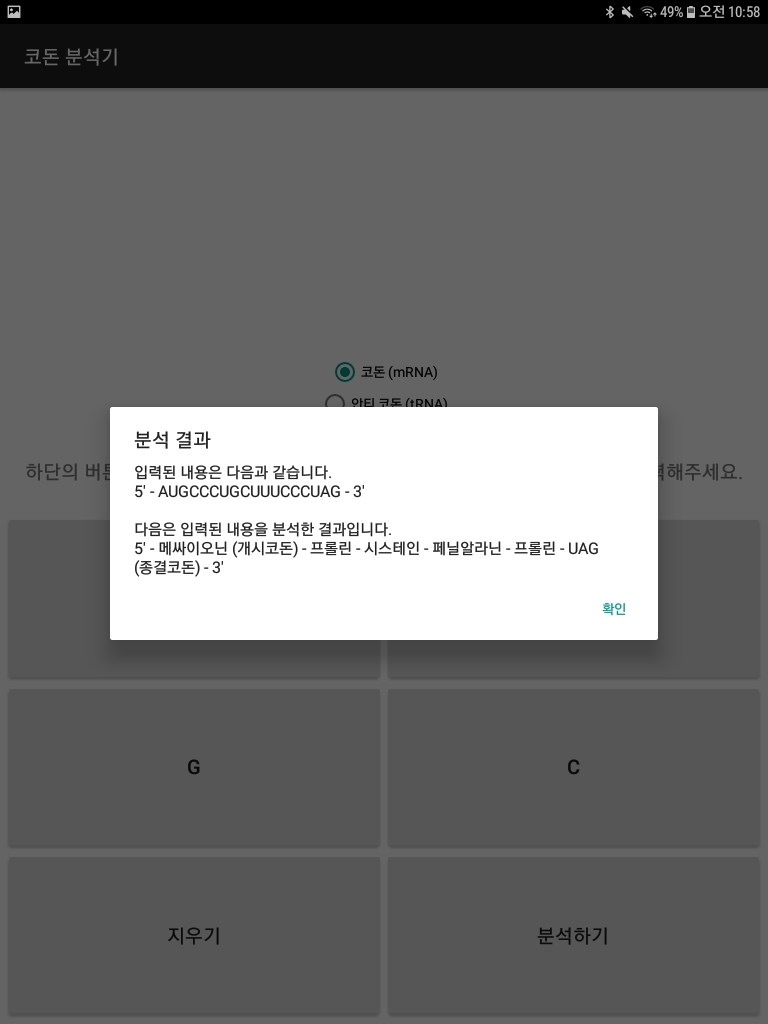 49% 오전 10:58
코돈 분석기
코돈 (mRNA)
안티 코돈 (tRNA)
하단의 해주세요.
분석 결과
입력된 내용은 다음과 같습니다.
5' - AUGCCCUGCUUUCCCUAG - 3'
다음은 입력된 내용을 분석한 결과입니다.
5' - 메싸이오닌 (개시코돈) - 프롤린 - 시스테인 - 페닐알라닌 - 프롤린 - UAG
(종결코돈) - 3'
확인
G C
지우기 분석하기